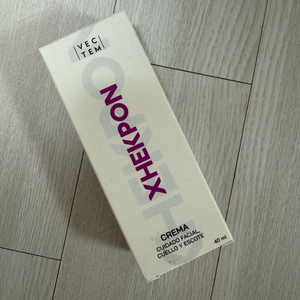 VEC
TEM
XHEKPON
CREMA
CUIDADO FACIAL,
CUELLO Y ESCOTE
40 ml